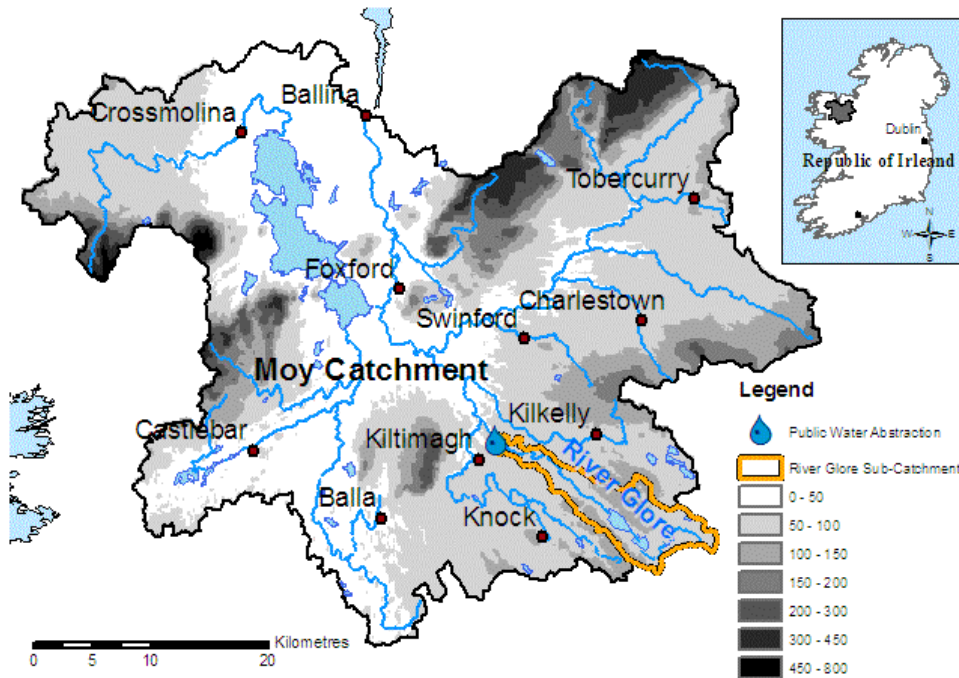 Crossmolina
Ballina
Tobercurry
Foxford
Swinford
Charlestown
Moy Catchment
Castlebar
Kiltimagh
Kilkelly
River Glore
Balla
Knock
Kilometres
0 5 10 20
Dublin
Republic of Irleand
N
W E
S
Legend
Public Water Abstraction
River Glore Sub-Catchment
0 - 50
50 - 100
100 - 150
150 - 200
200 - 300
300 - 450
450 - 800